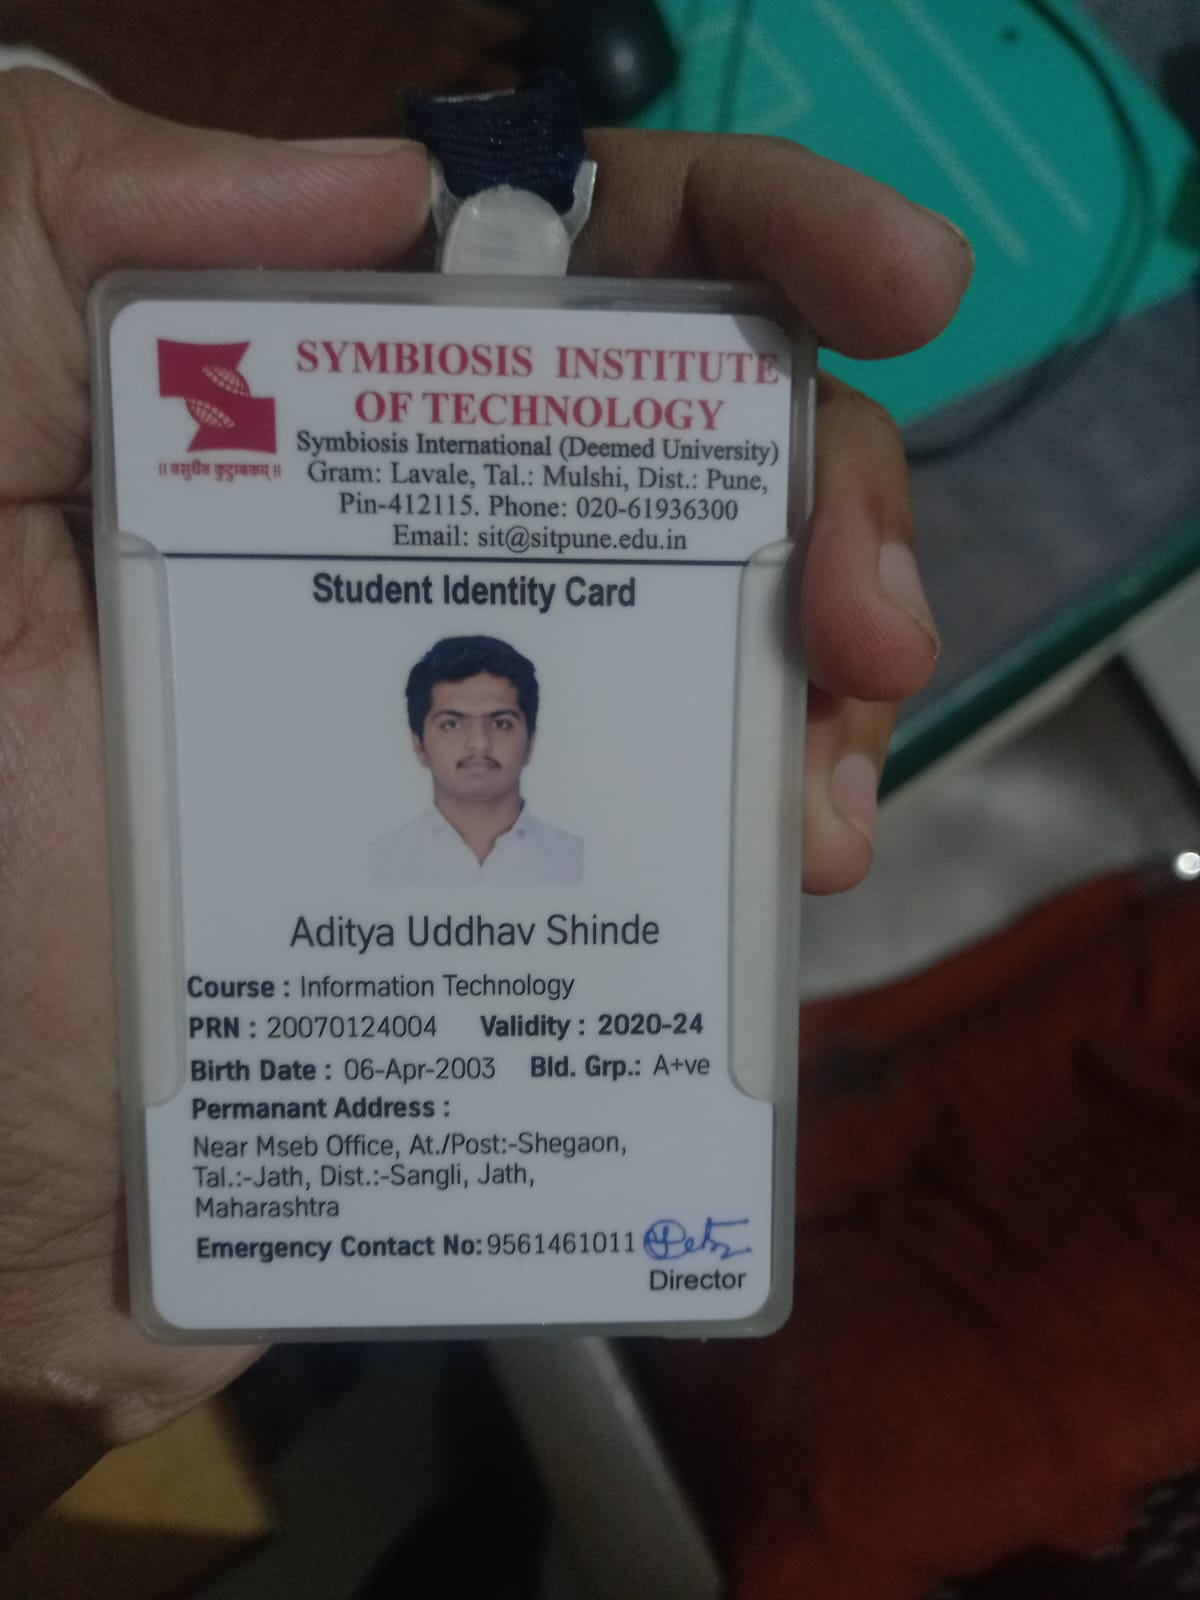 SYMBIOSIS INSTITUTE
OF TECHNOLOGY
Symbiosis International (Deemed University)
Gram: Lavale, Tal.: Mulshi, Dist.: Pune,
Pin-412115. Phone: 020-61936300
Email: sit@sitpune.edu.in
॥ वसुधैव कुटुम्बकम् ॥
Student Identity Card
Aditya Uddhav Shinde
Course : Information Technology
PRN : 20070124004 Validity : 2020-24
Birth Date : 06-Apr-2003 Bld. Grp.: A+ve
Permanant Address :
Near Mseb Office, At./Post:-Shegaon,
Tal.:-Jath, Dist.:-Sangli, Jath,
Maharashtra
Emergency Contact No: 9561461011
Director